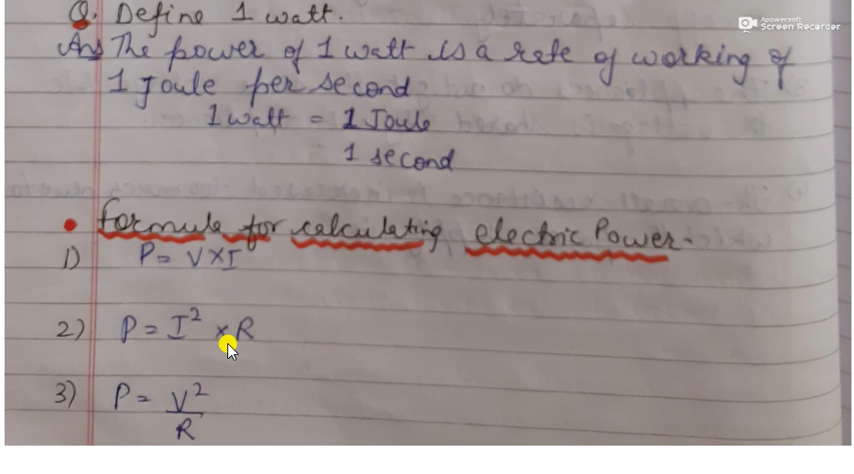 Q. Define 1 watt.
Apowersoft
Screen Recorder
Ans The power of 1 watt is a rate of working of
1 Joule per second
1 watt = 1 Joule
1 second
• formula for calculating electric Power.
1) P = V X I
2) P = I² × R
3) P = V²
R